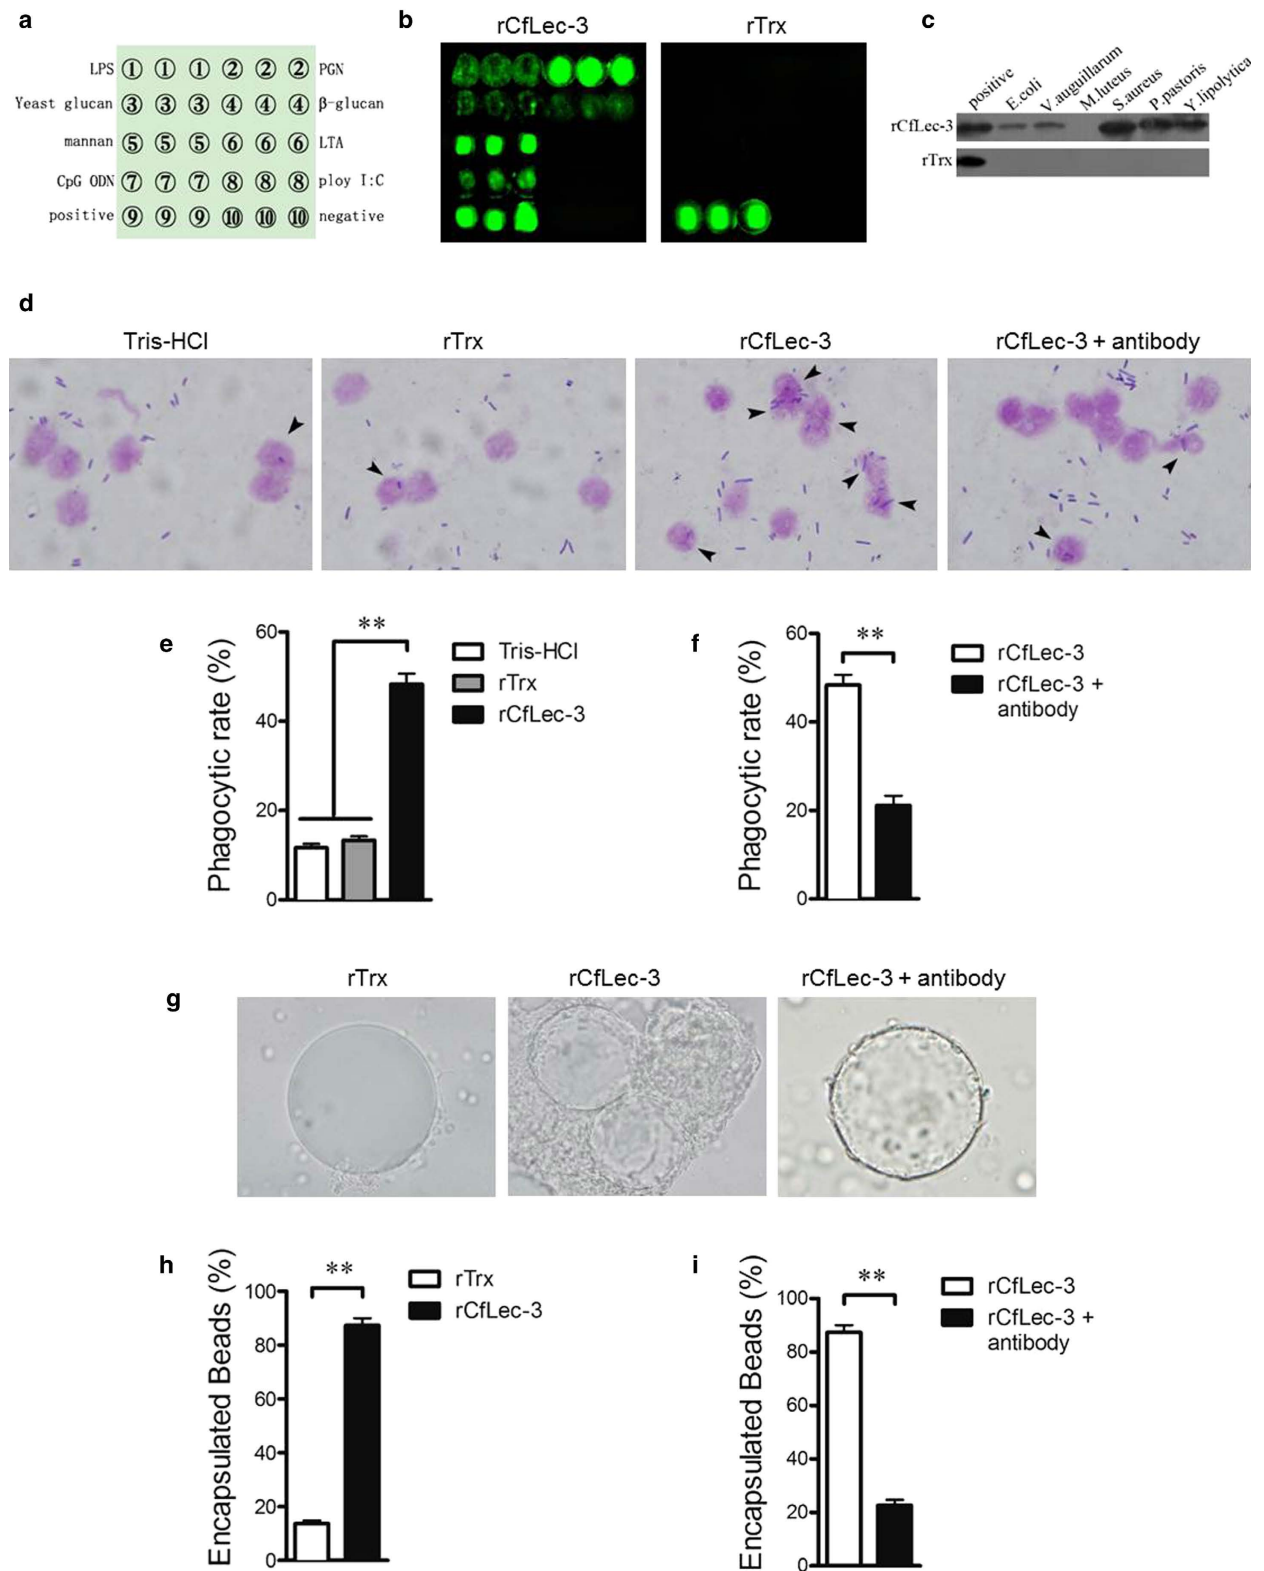 a
LPS ① ① ① ② ② ② PGN
Yeast glucan ③ ③ ③ ④ ④ ④ β-glucan
mannan ⑤ ⑤ ⑤ ⑥ ⑥ ⑥ LTA
CpG ODN ⑦ ⑦ ⑦ ⑧ ⑧ ⑧ ploy I:C
positive ⑨ ⑨ ⑨ ⑩ ⑩ ⑩ negative
b
rCfLec-3 rTrx
c
positive E.coli V.auguillarum M.luteus S.aureus P.pastoris Y.lipolytica
rCfLec-3
rTrx
d
Tris-HCl rTrx rCfLec-3 rCfLec-3 + antibody
e
Phagocytic rate (%)
60
40
20
0
**
Tris-HCl
rTrx
rCfLec-3
f
Phagocytic rate (%)
60
40
20
0
**
rCfLec-3
rCfLec-3 +
antibody
g
rTrx rCfLec-3 rCfLec-3 + antibody
h
Encapsulated Beads (%)
100
80
60
40
20
0
**
rTrx
rCfLec-3
i
Encapsulated Beads (%)
100
80
60
40
20
0
**
rCfLec-3
rCfLec-3 +
antibody